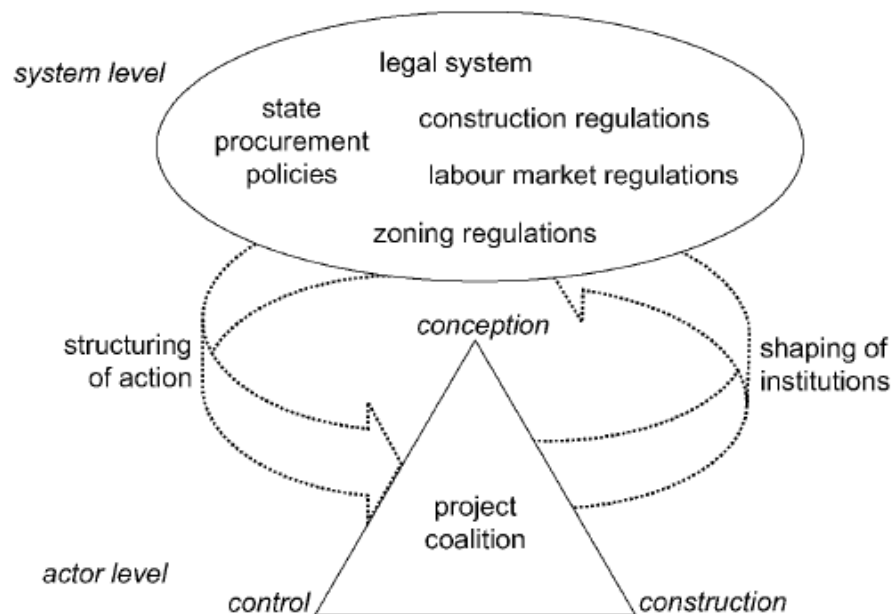 system level
legal system
state
procurement
policies
construction regulations
labour market regulations
zoning regulations
conception
structuring
of action
shaping of
institutions
project
coalition
actor level
control
construction